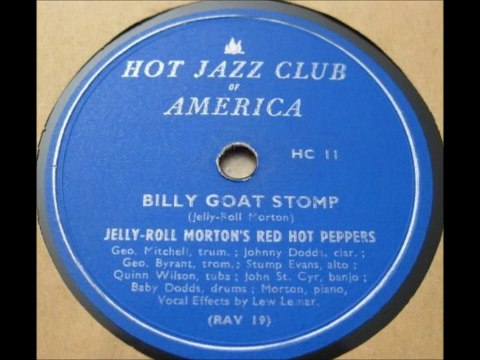 HOT JAZZ CLUB
OF
AMERICA
HC 11
BILLY GOAT STOMP
(Jelly-Roll Morton)
JELLY-ROLL MORTON'S RED HOT PEPPERS
Geo. Mitchell, trum. ; Johnny Dodds, clar. ;
Geo. Byrant, trom. ; Stump Evans, alto ;
Quinn Wilson, tuba ; John St. Cyr, banjo ;
Baby Dodds, drums ; Morton, piano,
Vocal Effects by Lew Lemar.
(RAV 19)